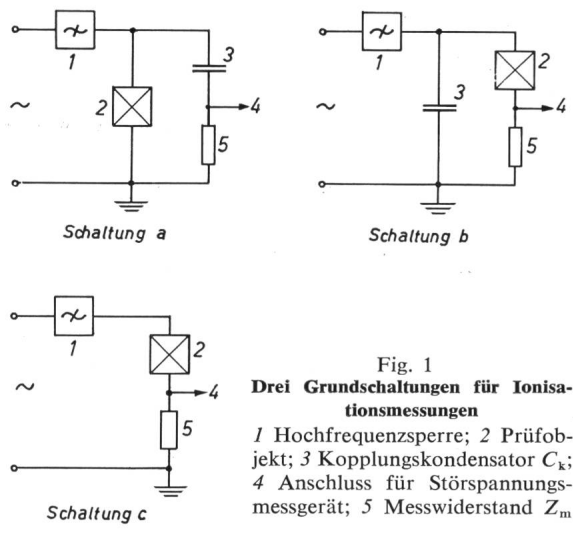 1
2
3
4
5
~
Schaltung a
1
2
3
4
5
~
Schaltung b
1
2
4
5
~
Schaltung c
Fig. 1
Drei Grundschaltungen für Ionisa-
tionsmessungen
1 Hochfrequenzsperre; 2 Prüfob-
jekt; 3 Kopplungskondensator Ck;
4 Anschluss für Störspannungs-
messgerät; 5 Messwiderstand Zm